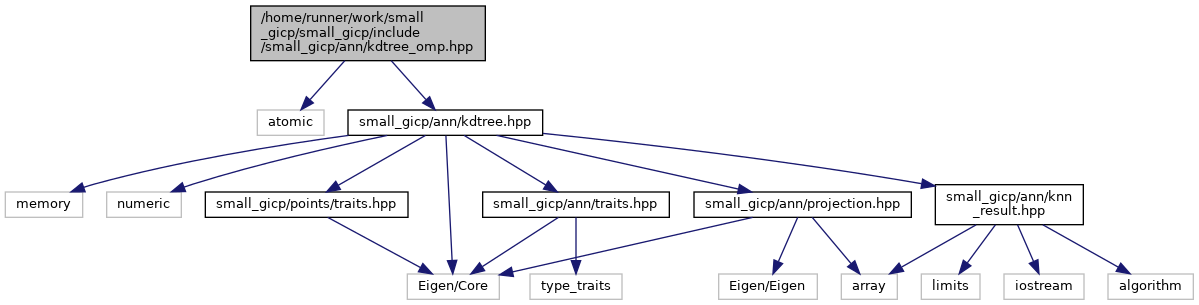 /home/runner/work/small
_gicp/small_gicp/include
/small_gicp/ann/kdtree_omp.hpp
atomic
small_gicp/ann/kdtree.hpp
memory
numeric
small_gicp/points/traits.hpp
small_gicp/ann/traits.hpp
small_gicp/ann/projection.hpp
small_gicp/ann/knn
_result.hpp
Eigen/Core
type_traits
Eigen/Eigen
array
limits
iostream
algorithm